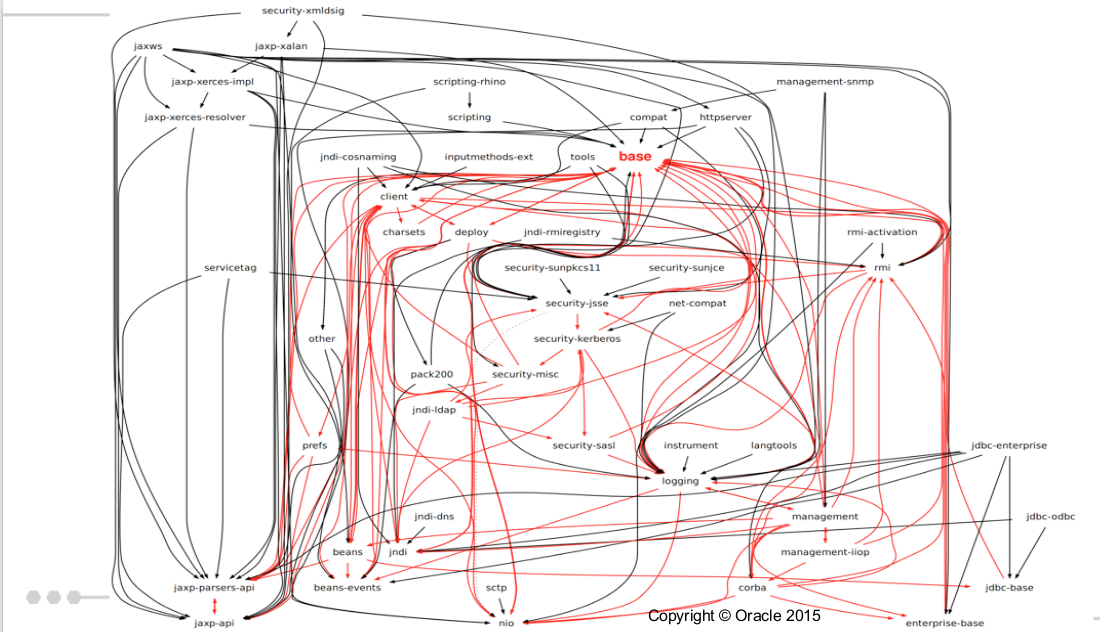 security-xmldsig
jaxws
jaxp-xalan
jaxp-xerces-impl
scripting-rhino
management-snmp
jaxp-xerces-resolver
scripting
compat
httpserver
jndi-cosnaming
inputmethods-ext
tools
base
client
charsets
deploy
jndi-rmiregistry
rmi-activation
servicetag
security-sunpkcs11
security-sunjce
rmi
security-jsse
net-compat
other
security-kerberos
pack200
security-misc
jndi-ldap
prefs
security-sasl
instrument
langtools
jdbc-enterprise
logging
jndi-dns
management
jdbc-odbc
beans
jndi
management-iiop
jaxp-parsers-api
beans-events
sctp
corba
jdbc-base
jaxp-api
nio
Copyright © Oracle 2015
enterprise-base